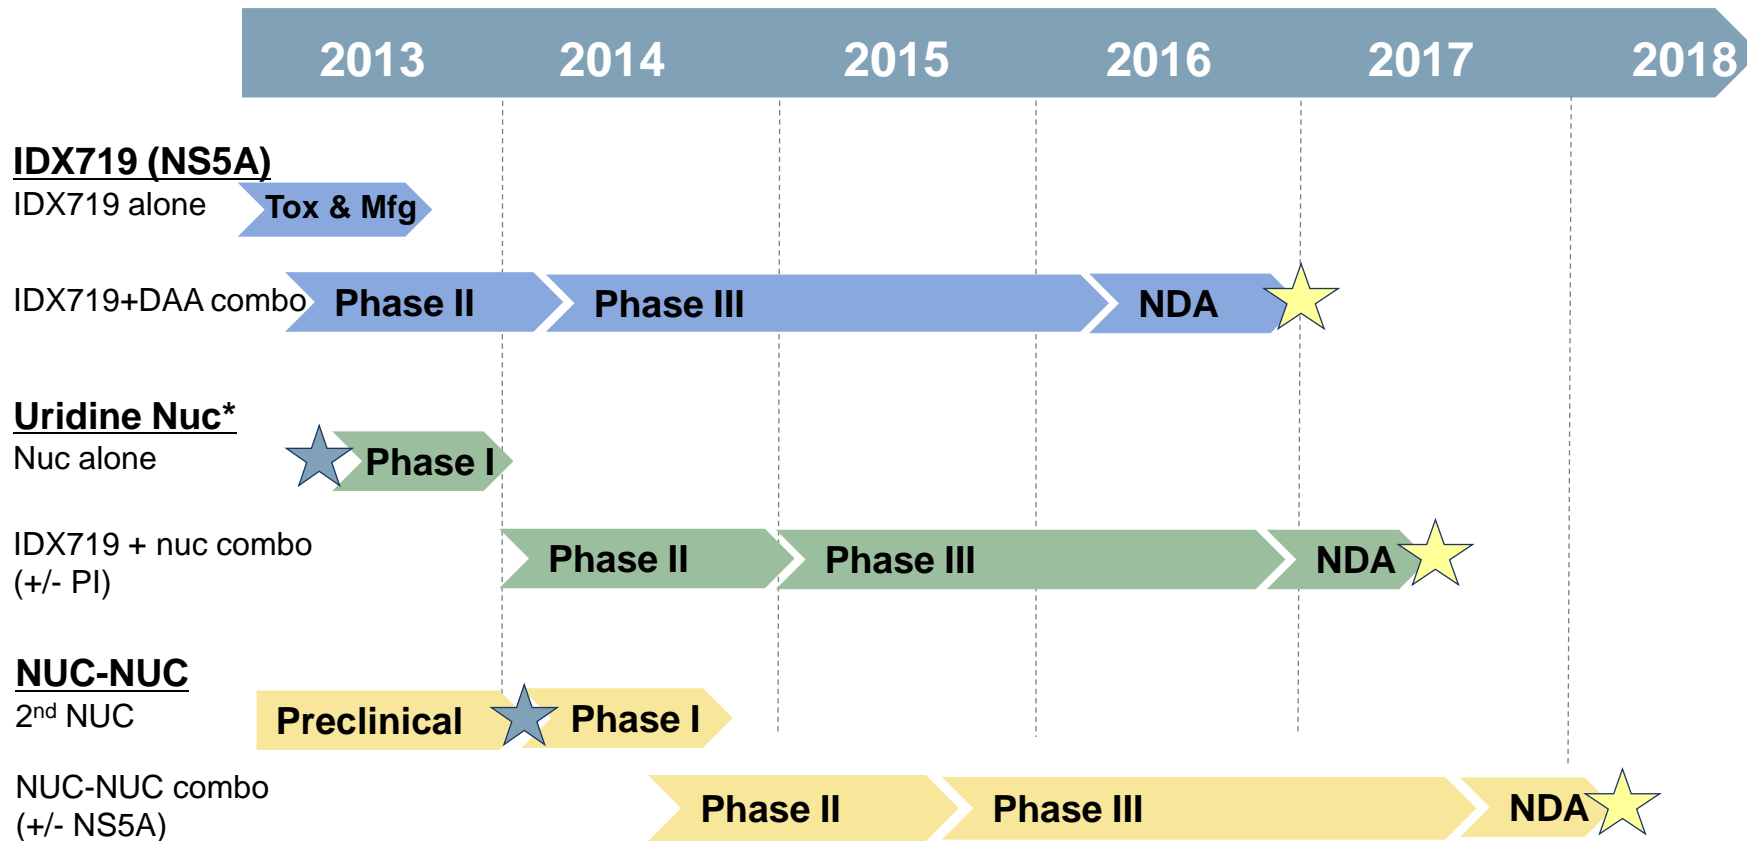 2013 2014 2015 2016 2017 2018
IDX719 (NS5A)
IDX719 alone
Tox & Mfg
IDX719+DAA combo
Phase II
Phase III
NDA
Uridine Nuc*
Nuc alone
Phase I
IDX719 + nuc combo
(+/- PI)
Phase II
Phase III
NDA
NUC-NUC
2nd NUC
Preclinical
Phase I
NUC-NUC combo
(+/- NS5A)
Phase II
Phase III
NDA